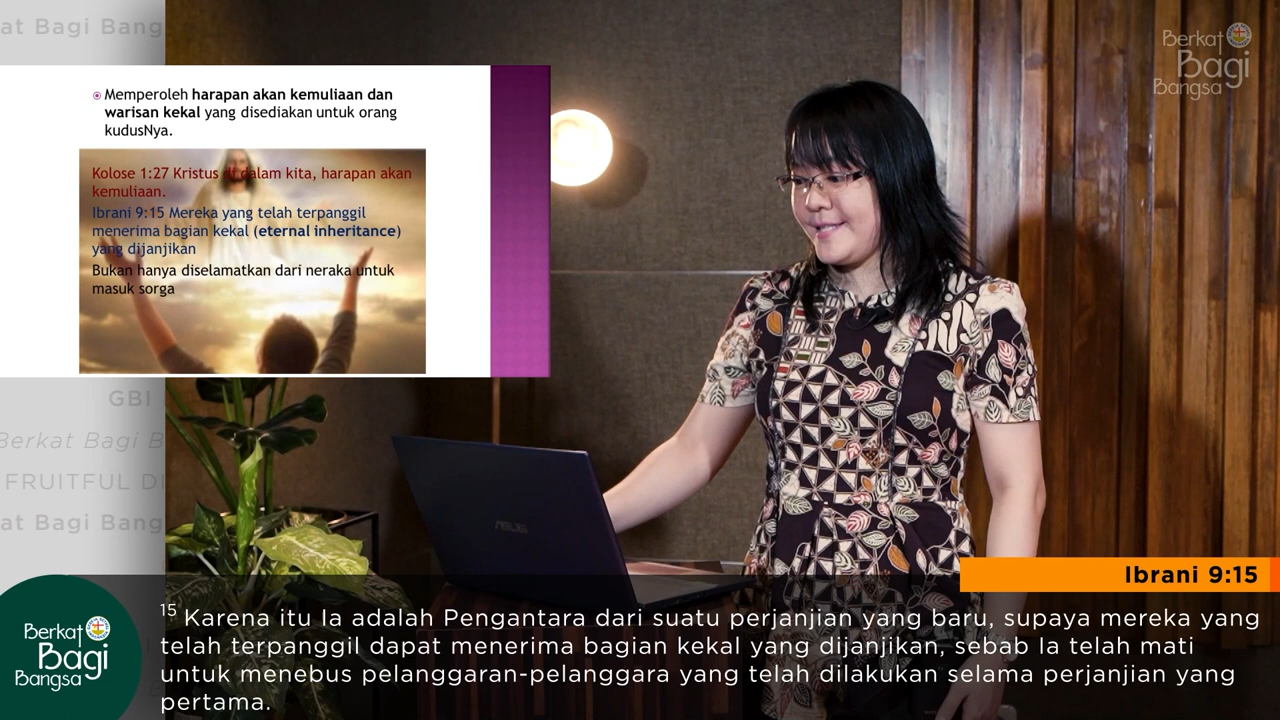 at Bagi Bang
Berkat
Bagi
Bangsa
Memperoleh harapan akan kemuliaan dan
warisan kekal yang disediakan untuk orang
kudusNya.
Kolose 1:27 Kristus di dalam kita, harapan akan
kemuliaan.
Ibrani 9:15 Mereka yang telah terpanggil
menerima bagian kekal (eternal inheritance)
yang dijanjikan
Bukan hanya diselamatkan dari neraka untuk
masuk sorga
GBI
Berkat Bagi B
FRUITFUL DI
at Bagi Bang
ASUS
Ibrani 9:15
15 Karena itu Ia adalah Pengantara dari suatu perjanjian yang baru, supaya mereka yang
telah terpanggil dapat menerima bagian kekal yang dijanjikan, sebab Ia telah mati
untuk menebus pelanggaran-pelanggara yang telah dilakukan selama perjanjian yang
pertama.
Berkat
Bagi
Bangsa